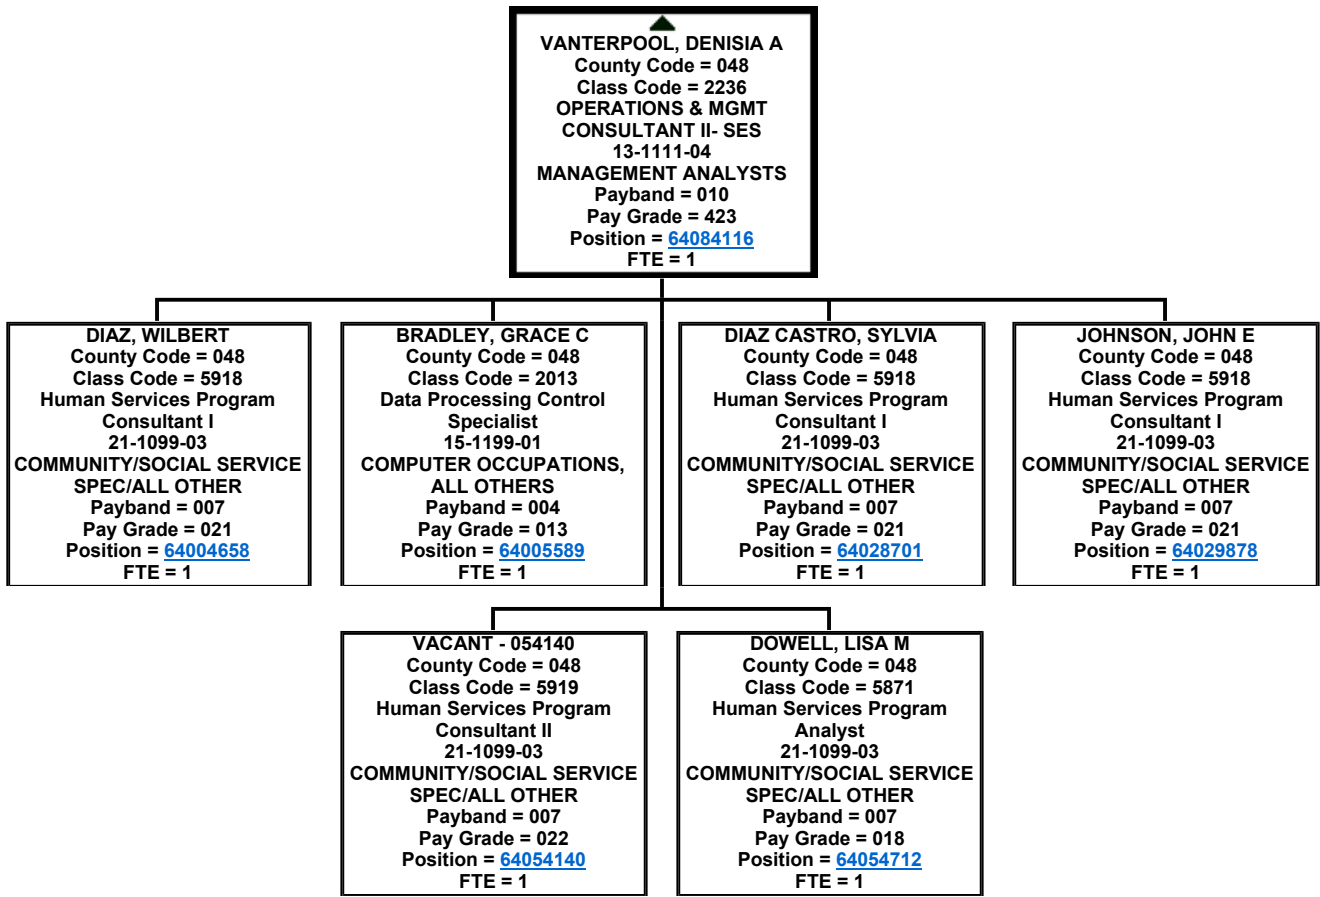 VANTERPOOL, DENISIA A
County Code = 048
Class Code = 2236
OPERATIONS & MGMT
CONSULTANT II- SES
13-1111-04
MANAGEMENT ANALYSTS
Payband = 010
Pay Grade = 423
Position = 64084116
FTE = 1
DIAZ, WILBERT
County Code = 048
Class Code = 5918
Human Services Program
Consultant I
21-1099-03
COMMUNITY/SOCIAL SERVICE
SPEC/ALL OTHER
Payband = 007
Pay Grade = 021
Position = 64004658
FTE = 1
BRADLEY, GRACE C
County Code = 048
Class Code = 2013
Data Processing Control
Specialist
15-1199-01
COMPUTER OCCUPATIONS,
ALL OTHERS
Payband = 004
Pay Grade = 013
Position = 64005589
FTE = 1
DIAZ CASTRO, SYLVIA
County Code = 048
Class Code = 5918
Human Services Program
Consultant I
21-1099-03
COMMUNITY/SOCIAL SERVICE
SPEC/ALL OTHER
Payband = 007
Pay Grade = 021
Position = 64028701
FTE = 1
JOHNSON, JOHN E
County Code = 048
Class Code = 5918
Human Services Program
Consultant I
21-1099-03
COMMUNITY/SOCIAL SERVICE
SPEC/ALL OTHER
Payband = 007
Pay Grade = 021
Position = 64029878
FTE = 1
VACANT - 054140
County Code = 048
Class Code = 5919
Human Services Program
Consultant II
21-1099-03
COMMUNITY/SOCIAL SERVICE
SPEC/ALL OTHER
Payband = 007
Pay Grade = 022
Position = 64054140
FTE = 1
DOWELL, LISA M
County Code = 048
Class Code = 5871
Human Services Program
Analyst
21-1099-03
COMMUNITY/SOCIAL SERVICE
SPEC/ALL OTHER
Payband = 007
Pay Grade = 018
Position = 64054712
FTE = 1